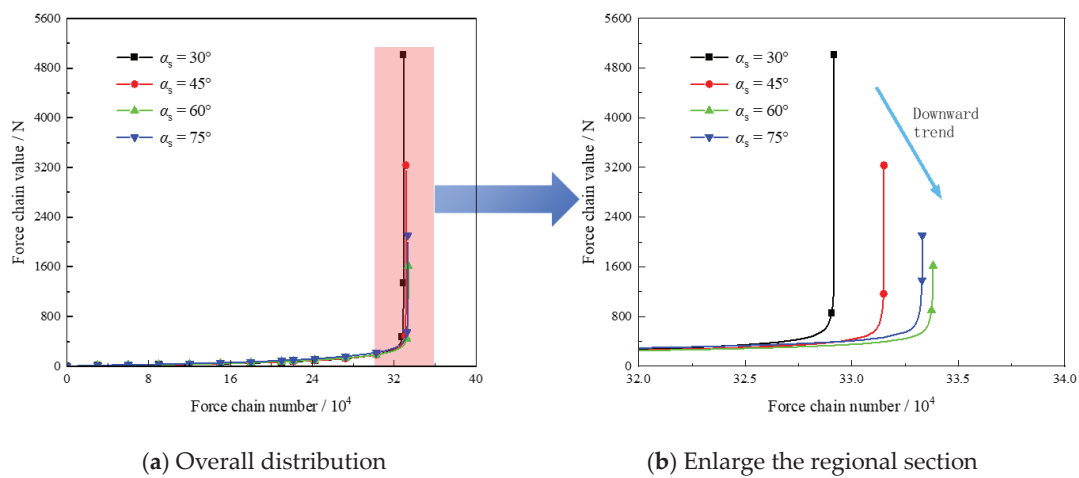 5600
4800
4000
3200
2400
1600
800
0
Force chain value / N
αs = 30°
αs = 45°
αs = 60°
αs = 75°
0 8 16 24 32 40
Force chain number / 10⁴
(a) Overall distribution
5600
4800
4000
3200
2400
1600
800
0
Force chain value / N
αs = 30°
αs = 45°
αs = 60°
αs = 75°
Downward
trend
32.0 32.5 33.0 33.5 34.0
Force chain number / 10⁴
(b) Enlarge the regional section